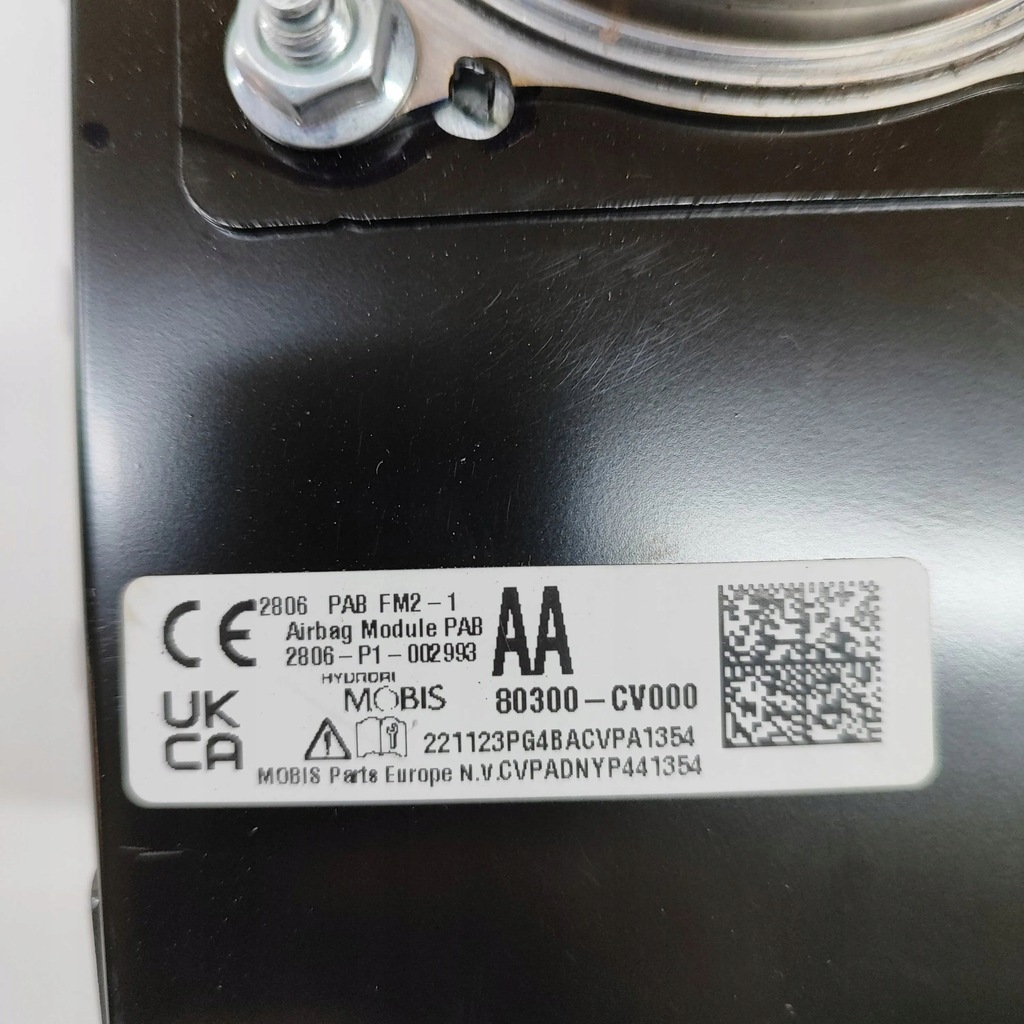 CE 2806 PAB FM2-1
Airbag Module PAB
2806-P1-002993
AA
HYUNDAI
MOBIS
80300-CV000
UK
CA
221123PG4BACVPA1354
MOBIS Parts Europe N.V.CVPADNYP441354